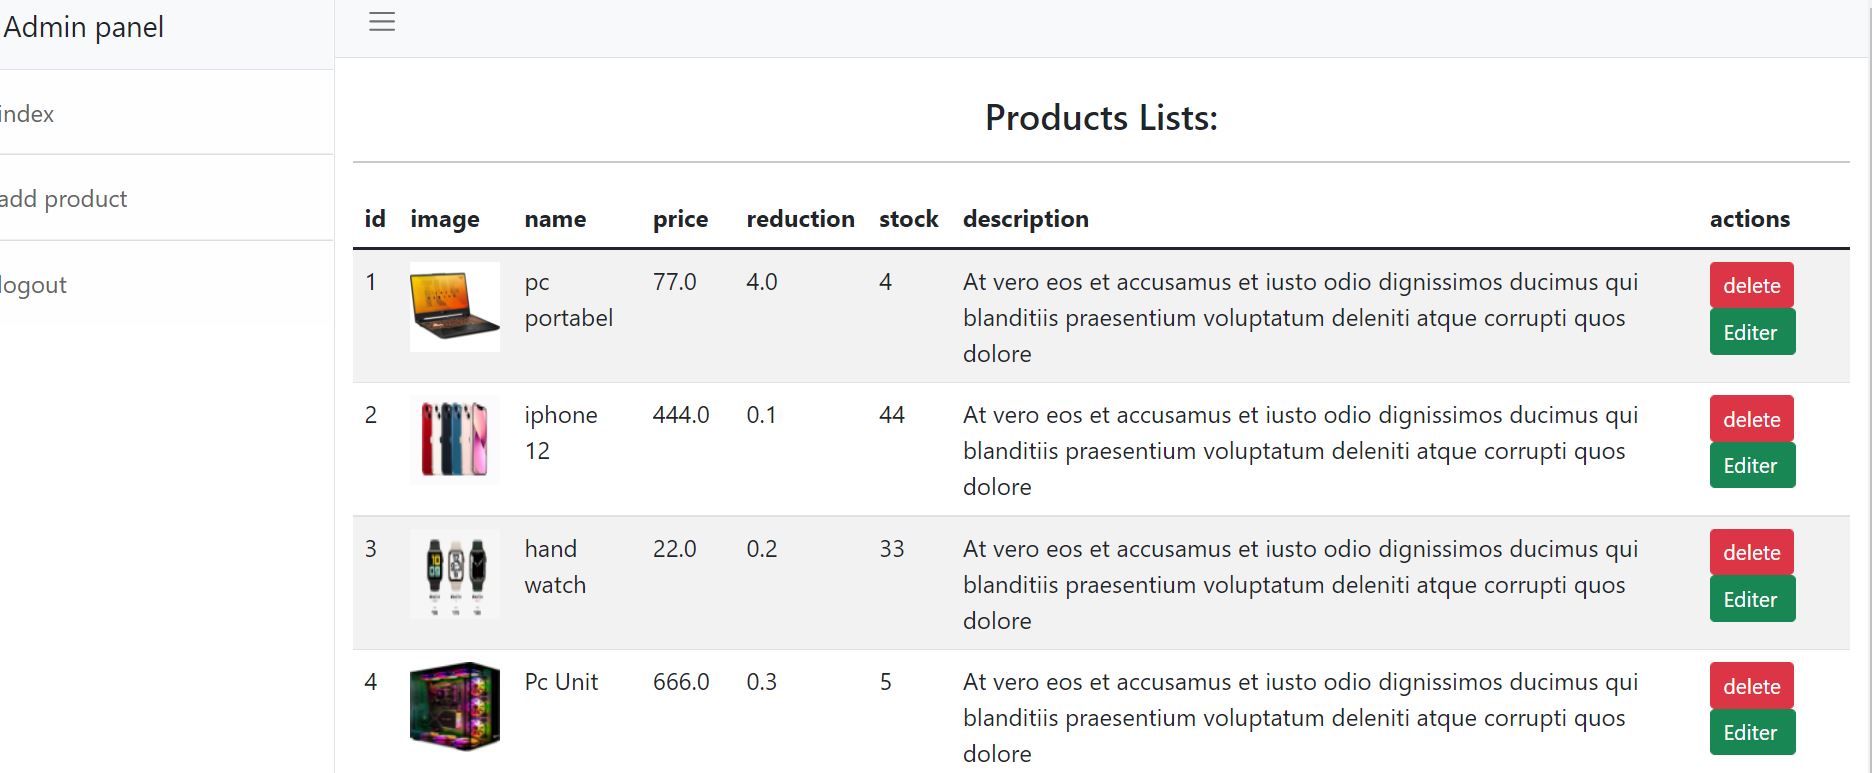 Admin panel
index
add product
logout
Products Lists:
id image name price reduction stock description actions
1 pc portabel 77.0 4.0 4 At vero eos et accusamus et iusto odio dignissimos ducimus qui
blanditiis praesentium voluptatum deleniti atque corrupti quos
dolore
delete
Editer
2 iphone 12 444.0 0.1 44 At vero eos et accusamus et iusto odio dignissimos ducimus qui
blanditiis praesentium voluptatum deleniti atque corrupti quos
dolore
delete
Editer
3 hand watch 22.0 0.2 33 At vero eos et accusamus et iusto odio dignissimos ducimus qui
blanditiis praesentium voluptatum deleniti atque corrupti quos
dolore
delete
Editer
4 Pc Unit 666.0 0.3 5 At vero eos et accusamus et iusto odio dignissimos ducimus qui
blanditiis praesentium voluptatum deleniti atque corrupti quos
dolore
delete
Editer